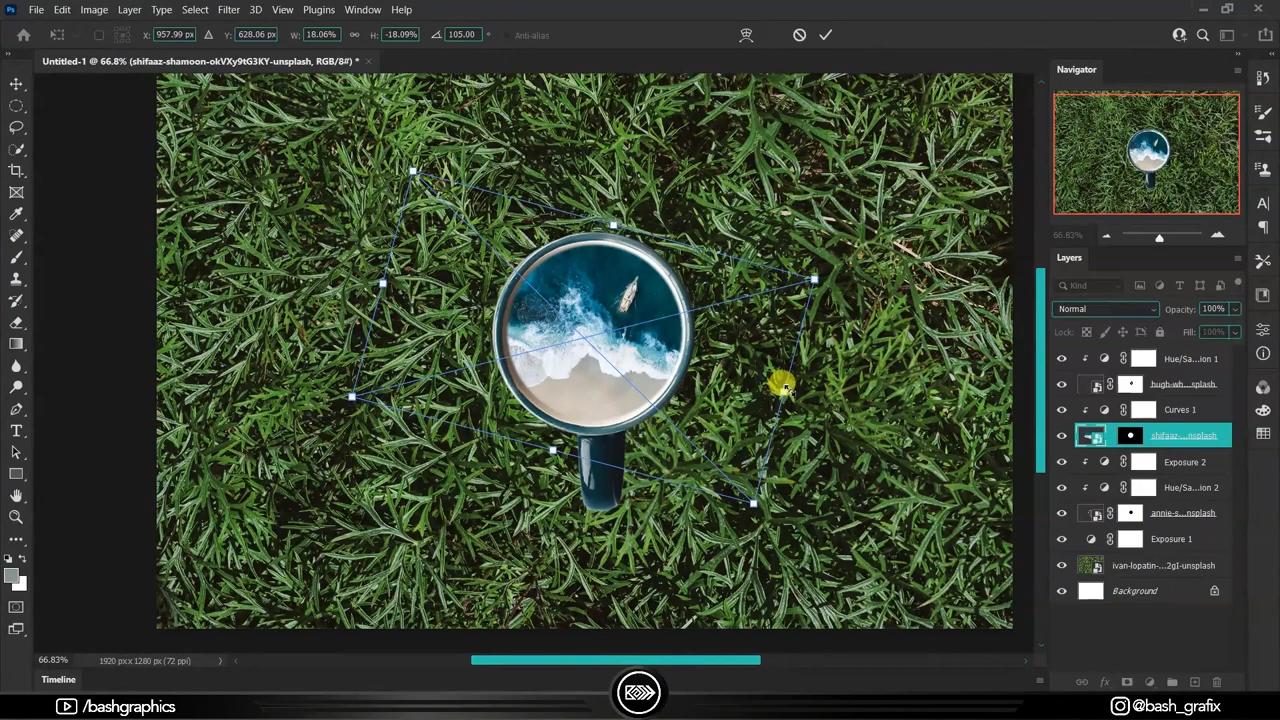 Ps File Edit Image Layer Type Select Filter 3D View Plugins Window Help
X: 957.99 px Y: 628.06 px W: 18.06% H: -18.09% 105.00 ° Anti-alias
Untitled-1 @ 66.8% (shifaaz-shamoon-okVXy9tG3KY-unsplash, RGB/8#) * ×
Navigator
66.83%
Layers
Kind
Normal Opacity: 100%
Lock: Fill: 100%
Hue/Sa...ion 1
hugh-wh...splash
Curves 1
shifaaz-...nsplash
Exposure 2
Hue/Sa...ion 2
annie-s...nsplash
Exposure 1
ivan-lopatin-...2gI-unsplash
Background
66.83% 1920 px x 1280 px (72 ppi)
Timeline
/bashgraphics
@bash_grafix